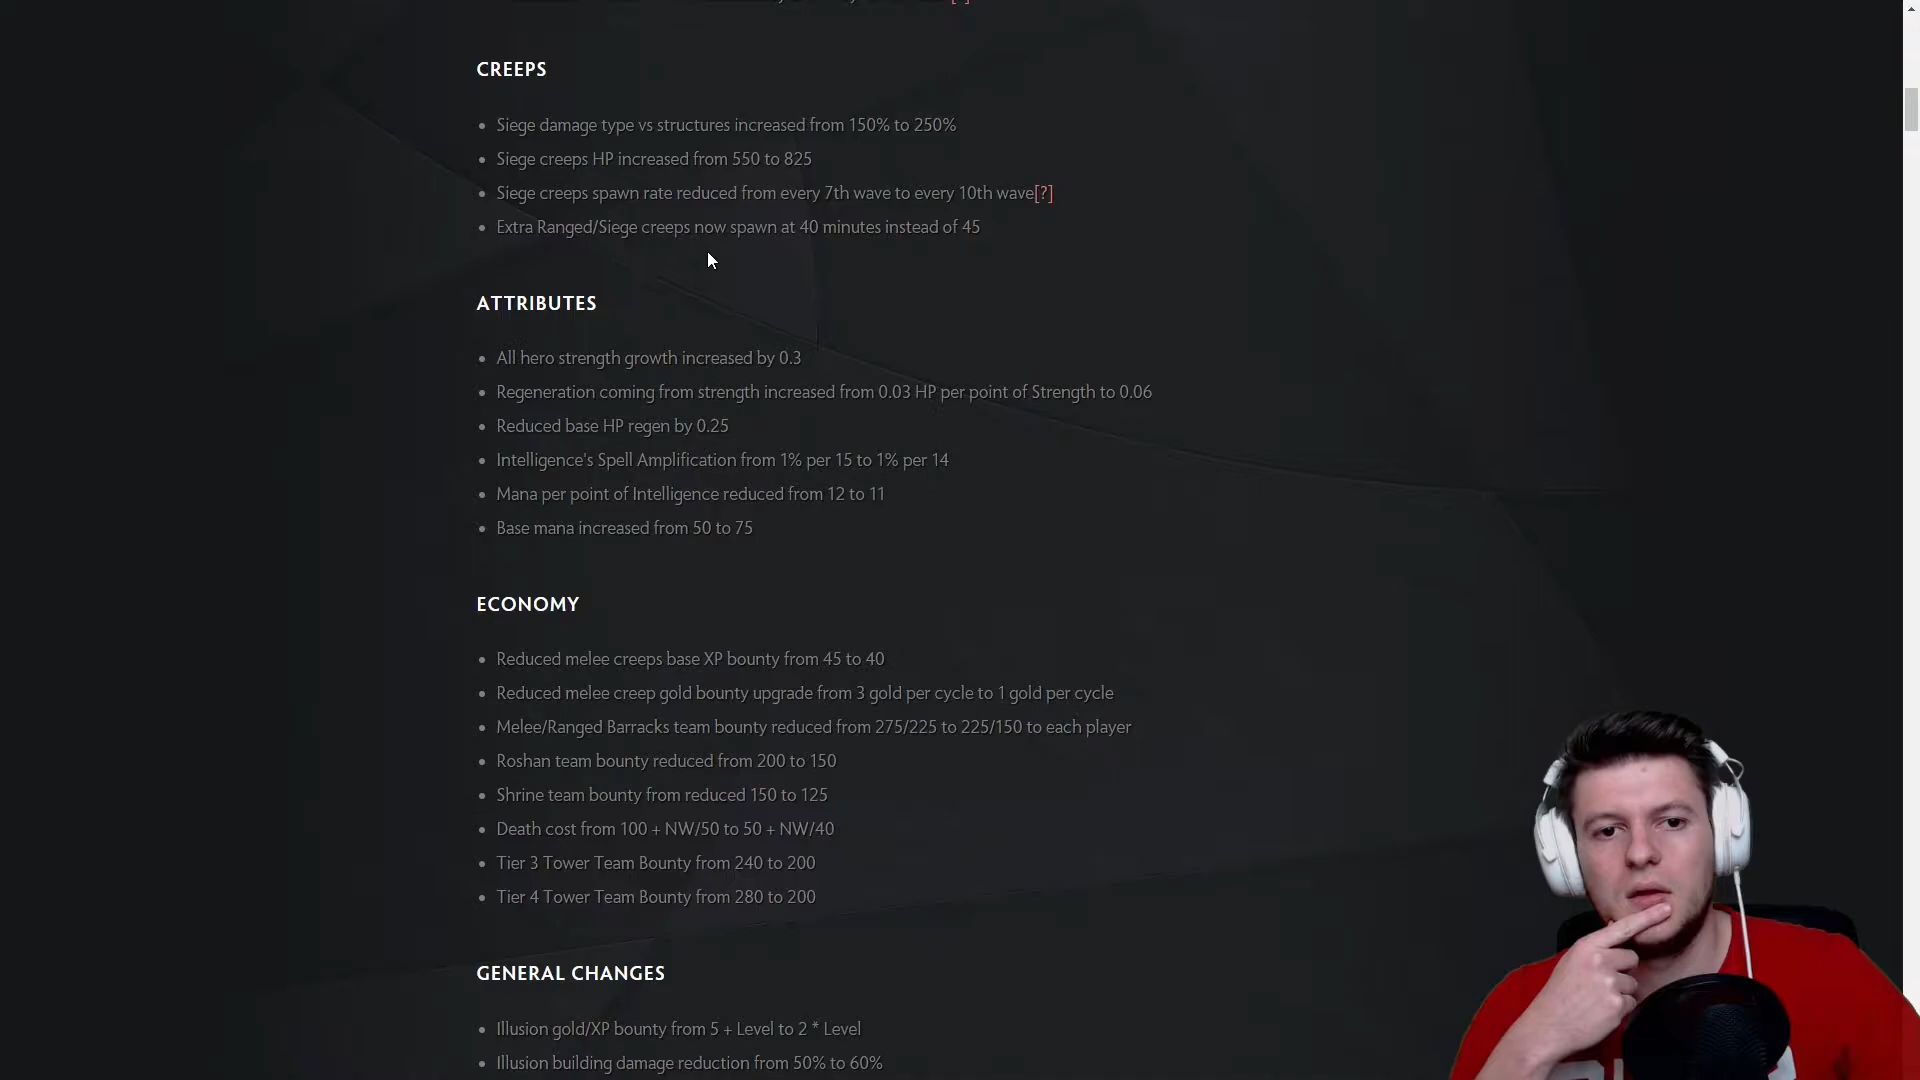 CREEPS
Siege damage type vs structures increased from 150% to 250%
Siege creeps HP increased from 550 to 825
Siege creeps spawn rate reduced from every 7th wave to every 10th wave[?]
Extra Ranged/Siege creeps now spawn at 40 minutes instead of 45
ATTRIBUTES
All hero strength growth increased by 0.3
Regeneration coming from strength increased from 0.03 HP per point of Strength to 0.06
Reduced base HP regen by 0.25
Intelligence's Spell Amplification from 1% per 15 to 1% per 14
Mana per point of Intelligence reduced from 12 to 11
Base mana increased from 50 to 75
ECONOMY
Reduced melee creeps base XP bounty from 45 to 40
Reduced melee creep gold bounty upgrade from 3 gold per cycle to 1 gold per cycle
Melee/Ranged Barracks team bounty reduced from 275/225 to 225/150 to each player
Roshan team bounty reduced from 200 to 150
Shrine team bounty from reduced 150 to 125
Death cost from 100 + NW/50 to 50 + NW/40
Tier 3 Tower Team Bounty from 240 to 200
Tier 4 Tower Team Bounty from 280 to 200
GENERAL CHANGES
Illusion gold/XP bounty from 5 + Level to 2 * Level
Illusion building damage reduction from 50% to 60%